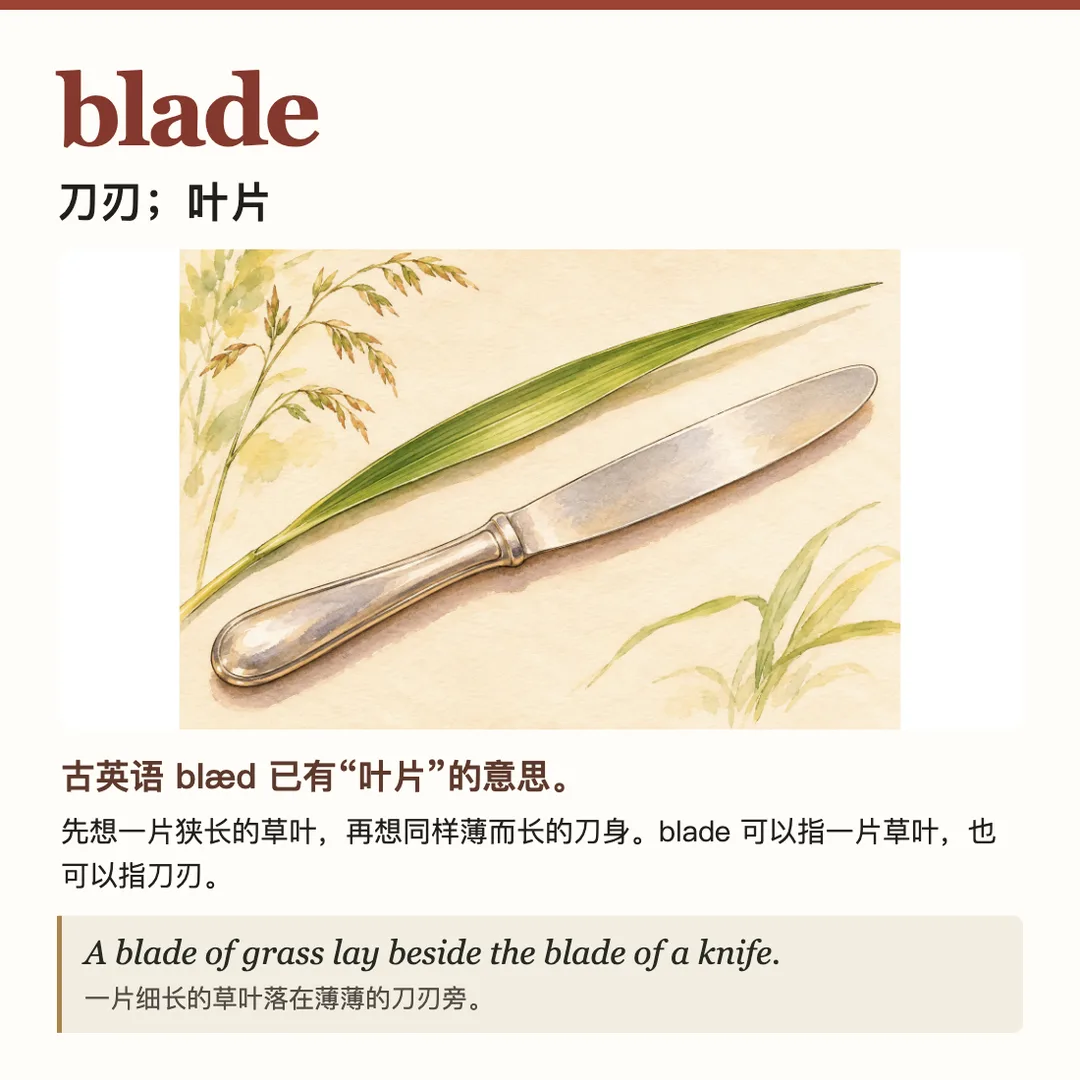 blade
刀刃；叶片
古英语 blæd 已有“叶片”的意思。
先想一片狭长的草叶，再想同样薄而长的刀身。blade 可以指一片草叶，也
可以指刀刃。
A blade of grass lay beside the blade of a knife.
一片细长的草叶落在薄薄的刀刃旁。